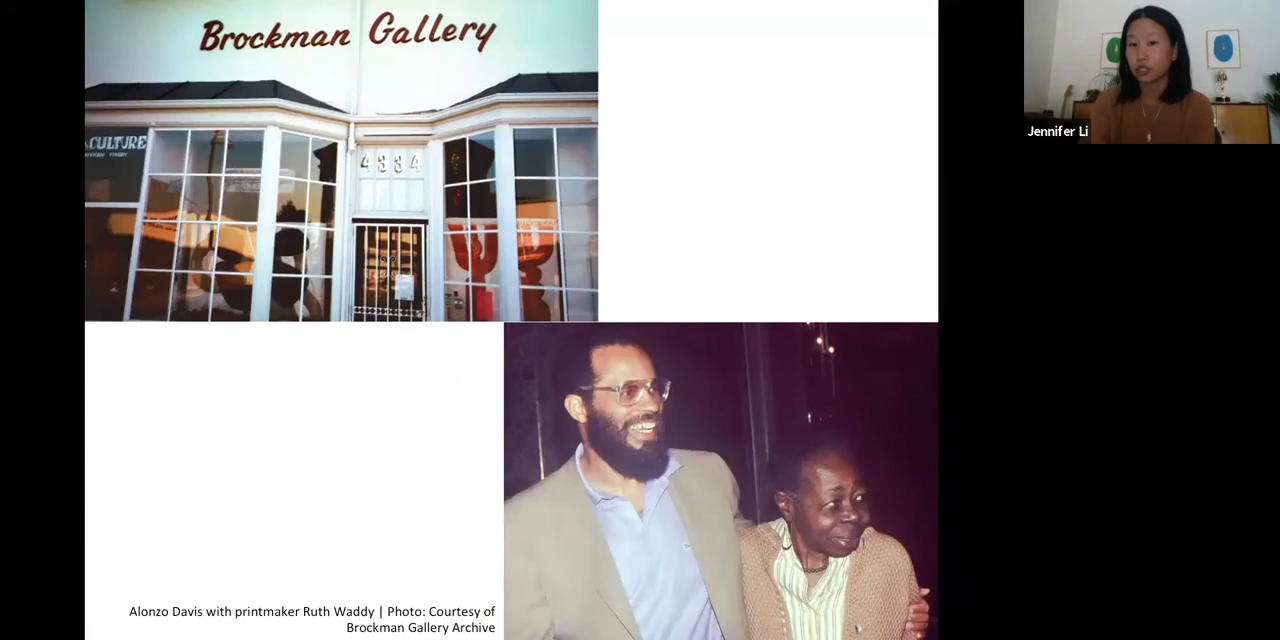 Brockman Gallery
CULTURE
4334
Jennifer Li
Alonzo Davis with printmaker Ruth Waddy | Photo: Courtesy of
Brockman Gallery Archive